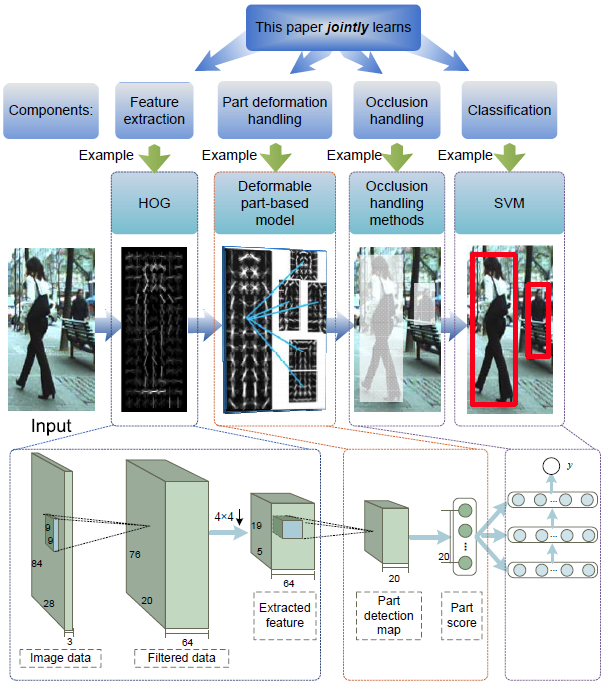 This paper jointly learns
Components:
Feature
extraction
Part deformation
handling
Occlusion
handling
Classification
Example
Example
Example
Example
HOG
Deformable
part-based
model
Occlusion
handling
methods
SVM
Input
y
9
9
84
28
3
Image data
76
20
64
Filtered data
4×4
19
5
64
Extracted
feature
20
Part
detection
map
20
Part
score
...
...
...
...